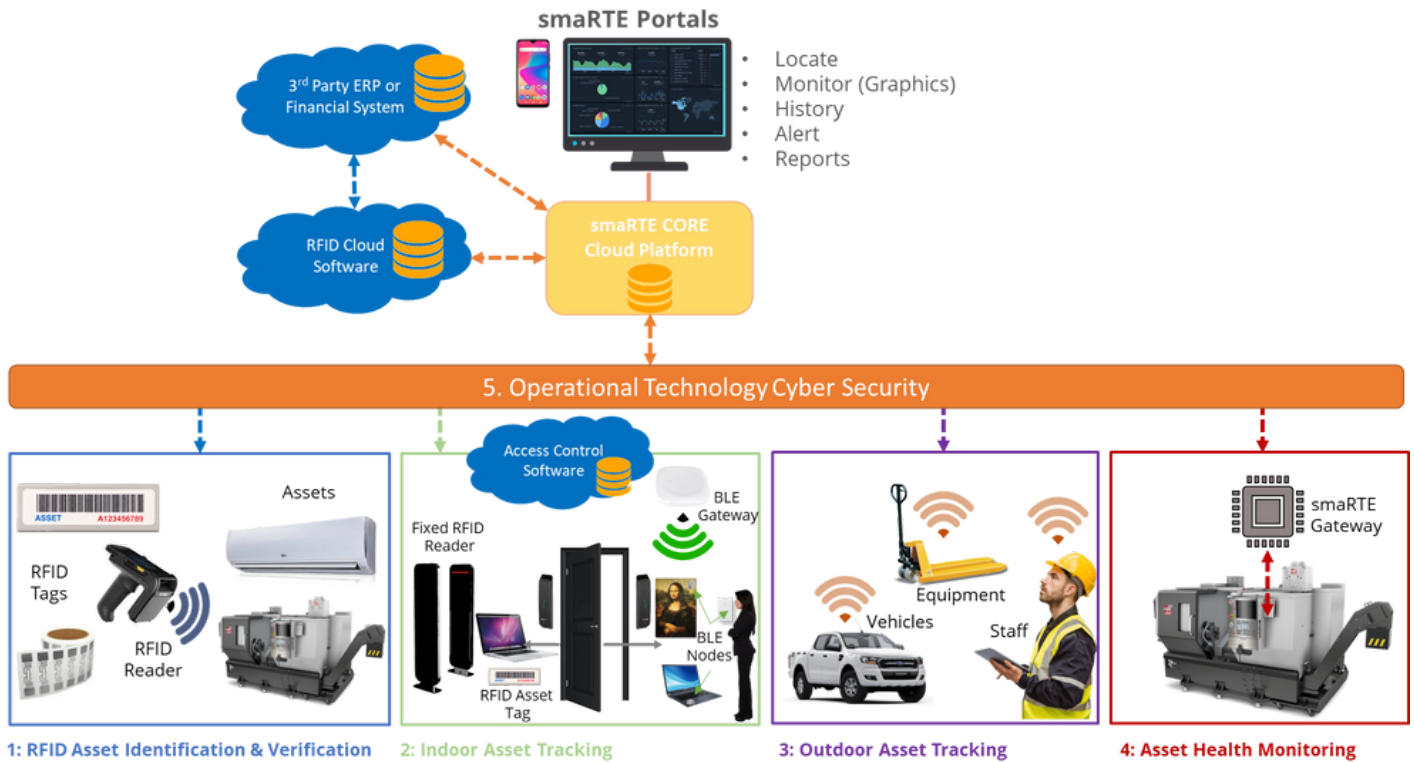 smaRTE Portals
• Locate
• Monitor (Graphics)
• History
• Alert
• Reports
3rd Party ERP or
Financial System
RFID Cloud
Software
smaRTE CORE
Cloud Platform
5. Operational Technology Cyber Security
ASSET A123456789
Assets
RFID
Tags
RFID
Reader
1: RFID Asset Identification & Verification
Access Control
Software
BLE
Gateway
Fixed RFID
Reader
BLE
Nodes
RFID Asset
Tag
ASSET
2: Indoor Asset Tracking
Equipment
Vehicles
Staff
3: Outdoor Asset Tracking
smaRTE
Gateway
4: Asset Health Monitoring